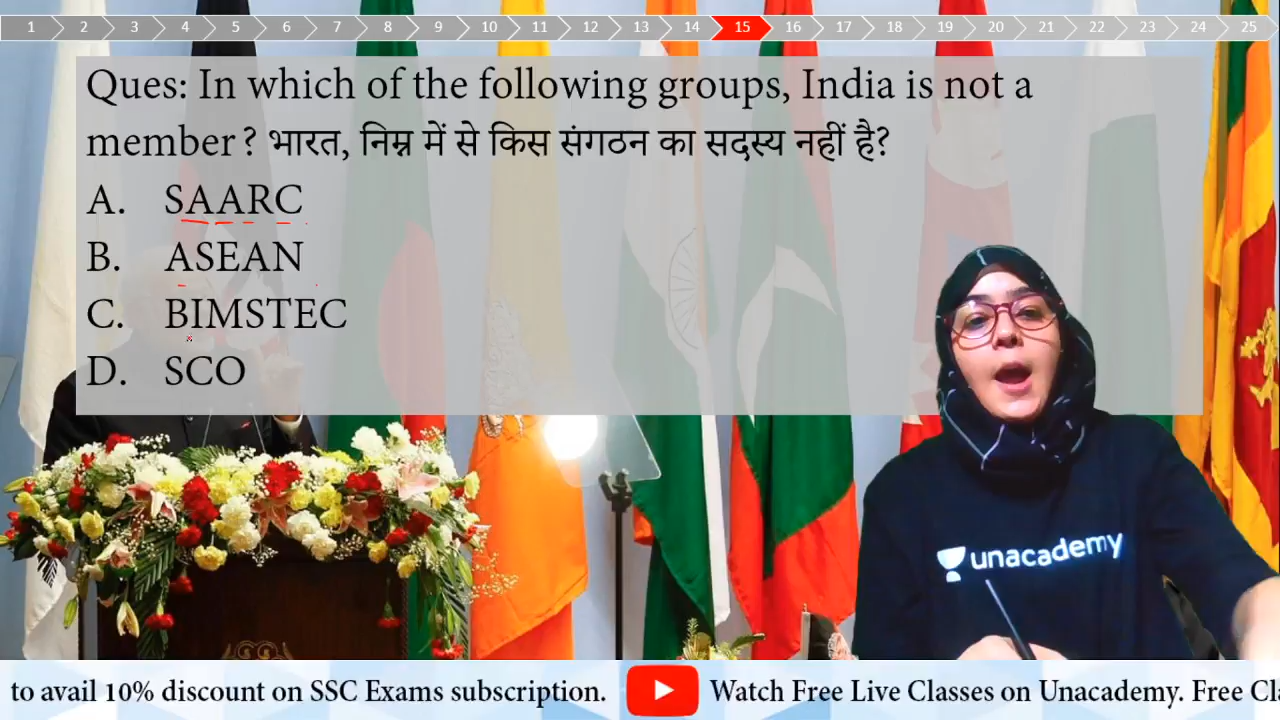 1 2 3 4 5 6 7 8 9 10 11 12 13 14 15 16 17 18 19 20 21 22 23 24 25
Ques: In which of the following groups, India is not a
member? भारत, निम्न में से किस संगठन का सदस्य नहीं है?
A. SAARC
B. ASEAN
C. BIMSTEC
D. SCO
unacademy
to avail 10% discount on SSC Exams subscription. Watch Free Live Classes on Unacademy. Free Cl